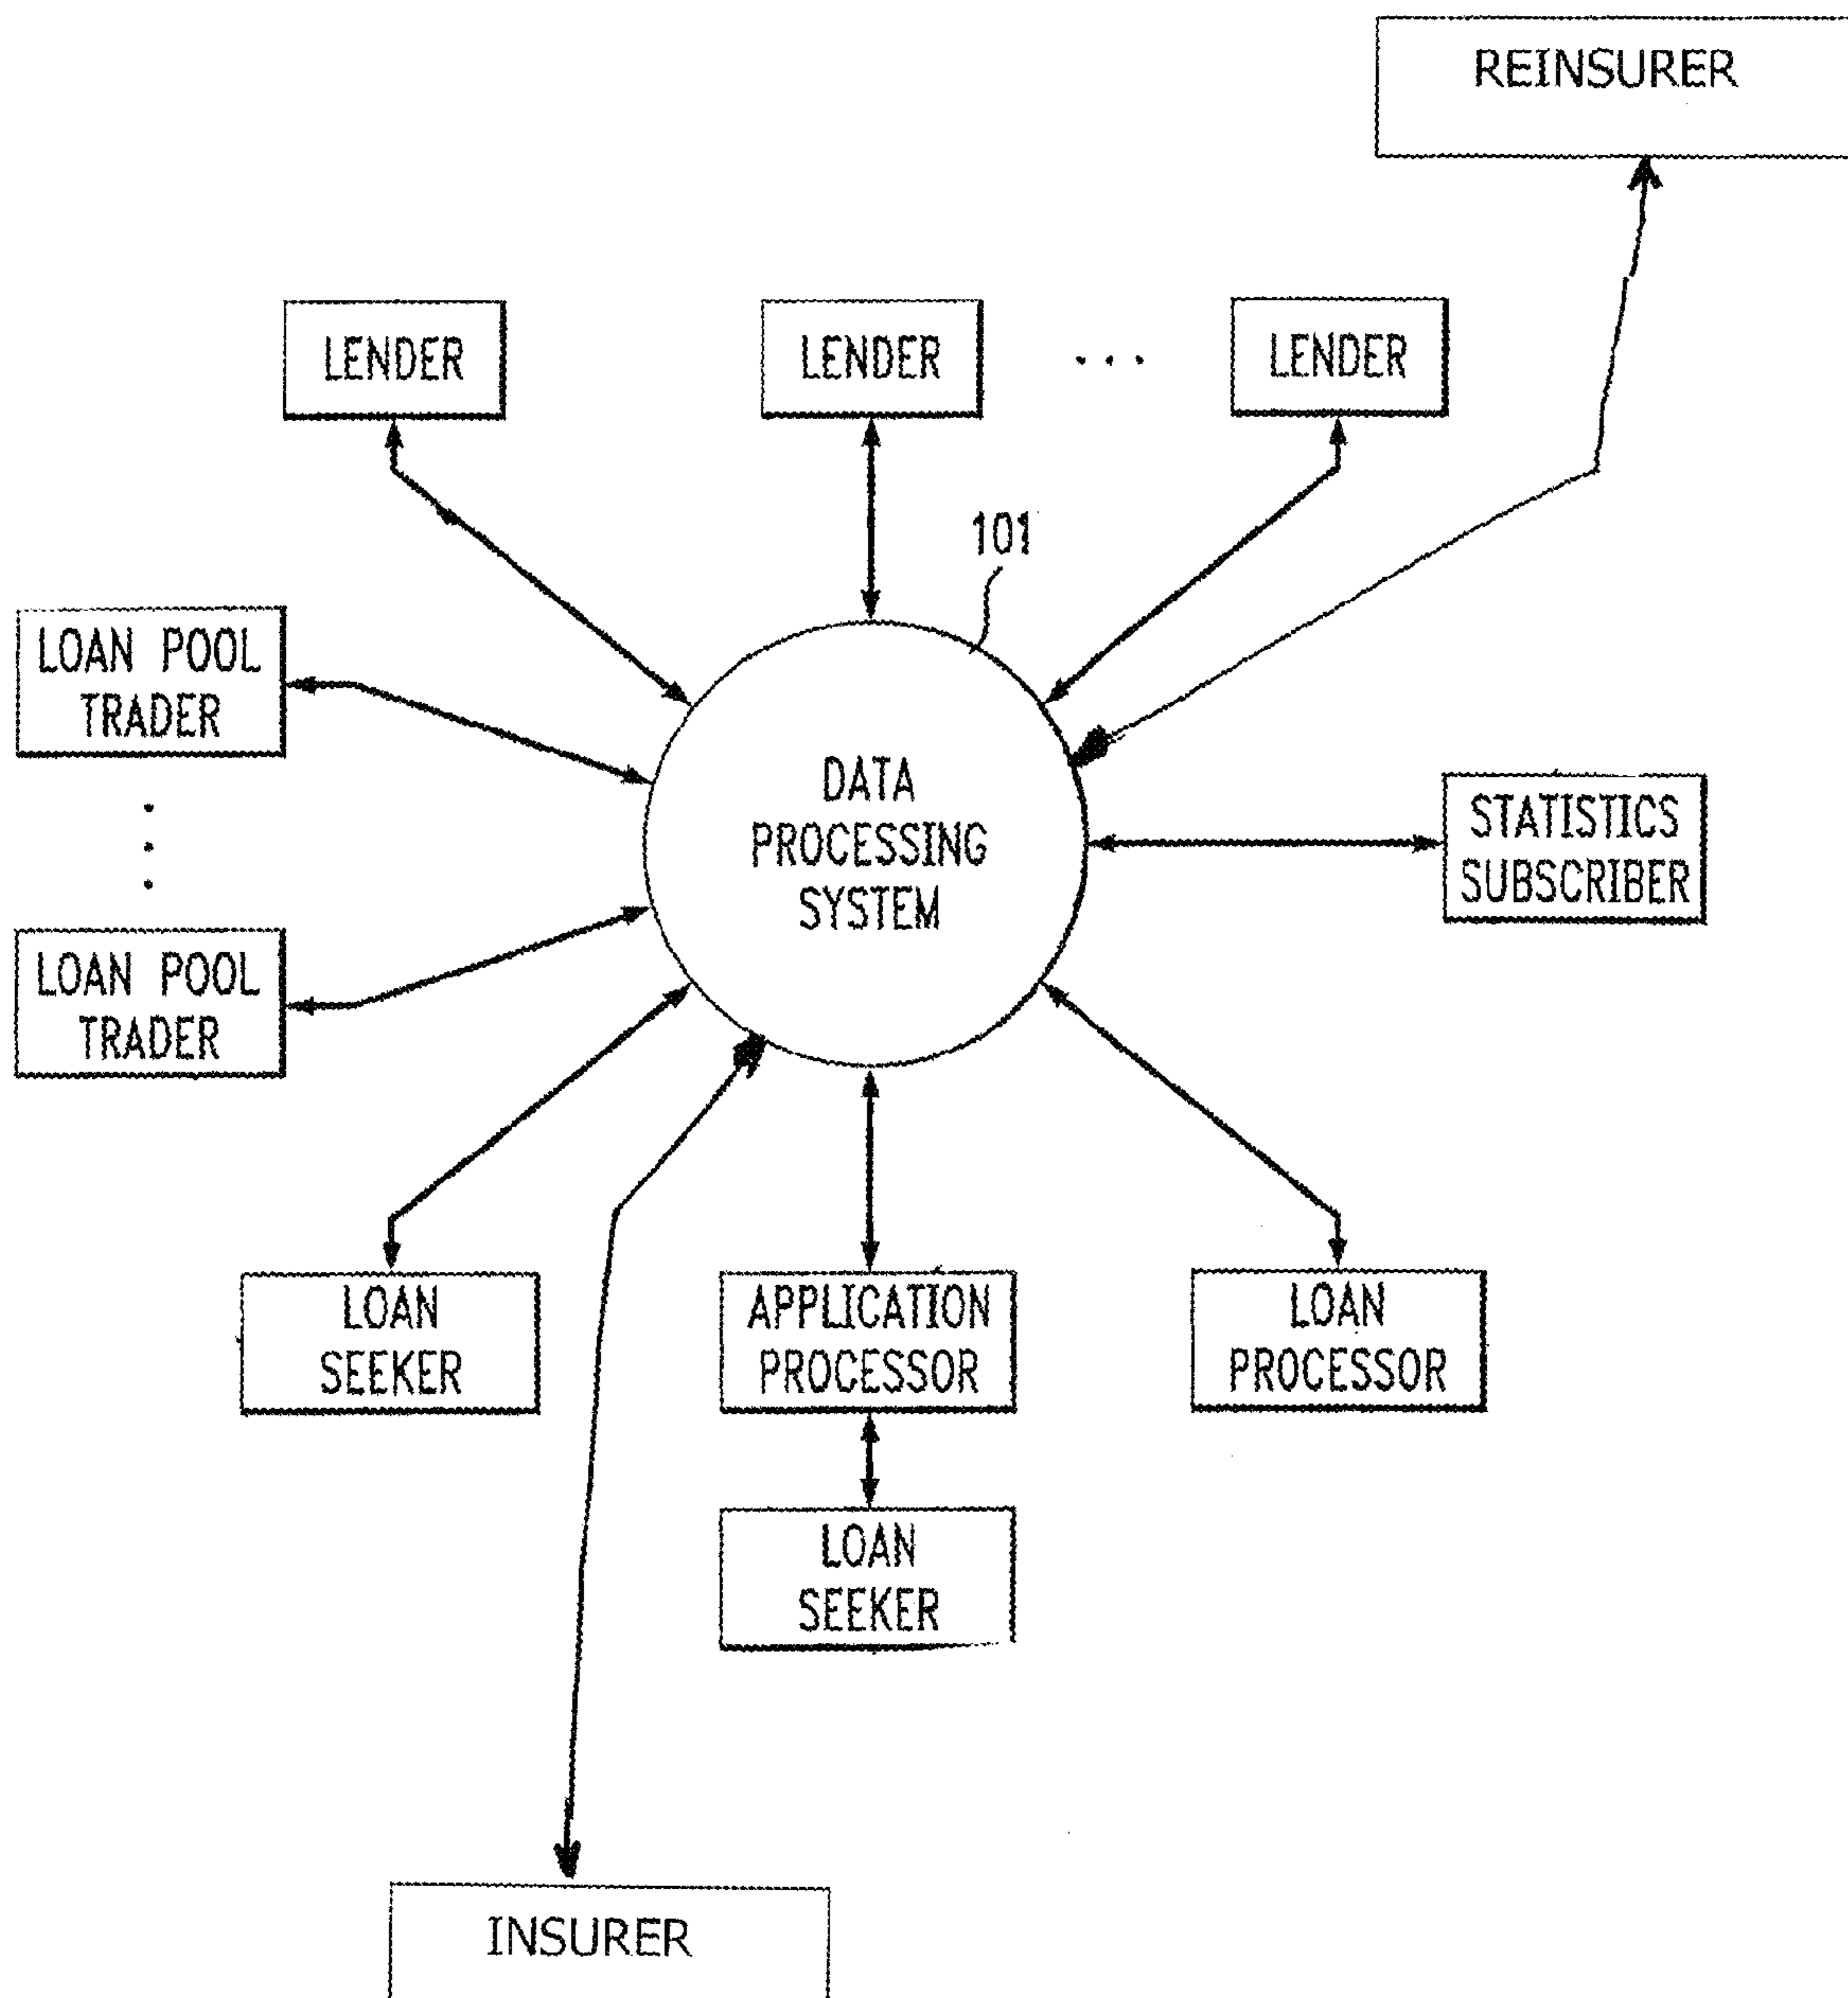 REINSURER
LENDER
LENDER
. . .
LENDER
101
LOAN POOL
TRADER
DATA
PROCESSING
SYSTEM
STATISTICS
SUBSCRIBER
LOAN POOL
TRADER
LOAN
SEEKER
APPLICATION
PROCESSOR
LOAN
PROCESSOR
LOAN
SEEKER
INSURER